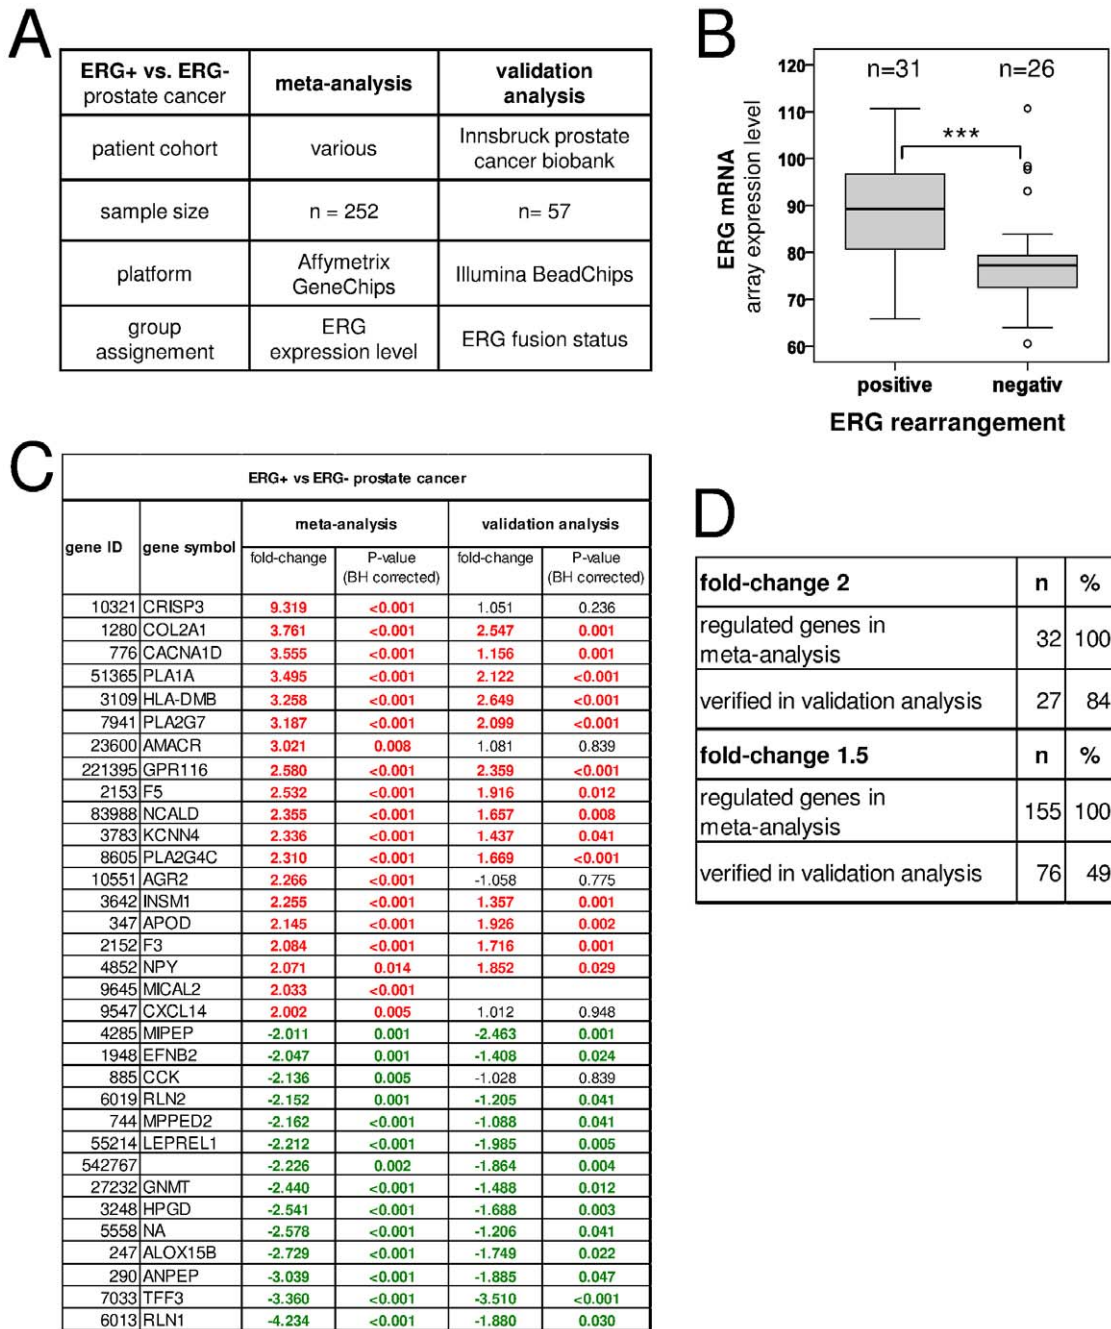 A
ERG+ vs. ERG- prostate cancer | meta-analysis | validation analysis
patient cohort | various | Innsbruck prostate cancer biobank
sample size | n = 252 | n= 57
platform | Affymetrix GeneChips | Illumina BeadChips
group assignement | ERG expression level | ERG fusion status
B
ERG mRNA
array expression level
120
110
100
90
80
70
60
n=31
n=26
***
positive
negativ
ERG rearrangement
C
ERG+ vs ERG- prostate cancer
gene ID | gene symbol | meta-analysis | validation analysis
fold-change | P-value (BH corrected) | fold-change | P-value (BH corrected)
10321 CRISP3 9.319 <0.001 1.051 0.236
1280 COL2A1 3.761 <0.001 2.547 0.001
776 CACNA1D 3.555 <0.001 1.156 0.001
51365 PLA1A 3.495 <0.001 2.122 <0.001
3109 HLA-DMB 3.258 <0.001 2.649 <0.001
7941 PLA2G7 3.187 <0.001 2.099 <0.001
23600 AMACR 3.021 0.008 1.081 0.839
221395 GPR116 2.580 <0.001 2.359 <0.001
2153 F5 2.532 <0.001 1.916 0.012
83988 NCALD 2.355 <0.001 1.657 0.008
3783 KCNN4 2.336 <0.001 1.437 0.041
8605 PLA2G4C 2.310 <0.001 1.669 <0.001
10551 AGR2 2.266 <0.001 -1.058 0.775
3642 INSM1 2.255 <0.001 1.357 0.001
347 APOD 2.145 <0.001 1.926 0.002
2152 F3 2.084 <0.001 1.716 0.001
4852 NPY 2.071 0.014 1.852 0.029
9645 MICAL2 2.033 <0.001
9547 CXCL14 2.002 0.005 1.012 0.948
4285 MIPEP -2.011 0.001 -2.463 0.001
1948 EFNB2 -2.047 0.001 -1.408 0.024
885 CCK -2.136 0.005 -1.028 0.839
6019 RLN2 -2.152 0.001 -1.205 0.041
744 MPPED2 -2.162 <0.001 -1.088 0.041
55214 LEPREL1 -2.212 <0.001 -1.985 0.005
542767 -2.226 0.002 -1.864 0.004
27232 GNMT -2.440 <0.001 -1.488 0.012
3248 HPGD -2.541 <0.001 -1.688 0.003
5558 NA -2.578 <0.001 -1.206 0.041
247 ALOX15B -2.729 <0.001 -1.749 0.022
290 ANPEP -3.039 <0.001 -1.885 0.047
7033 TFF3 -3.360 <0.001 -3.510 <0.001
6013 RLN1 -4.234 <0.001 -1.880 0.030
D
fold-change 2 | n | %
regulated genes in meta-analysis | 32 | 100
verified in validation analysis | 27 | 84
fold-change 1.5 | n | %
regulated genes in meta-analysis | 155 | 100
verified in validation analysis | 76 | 49